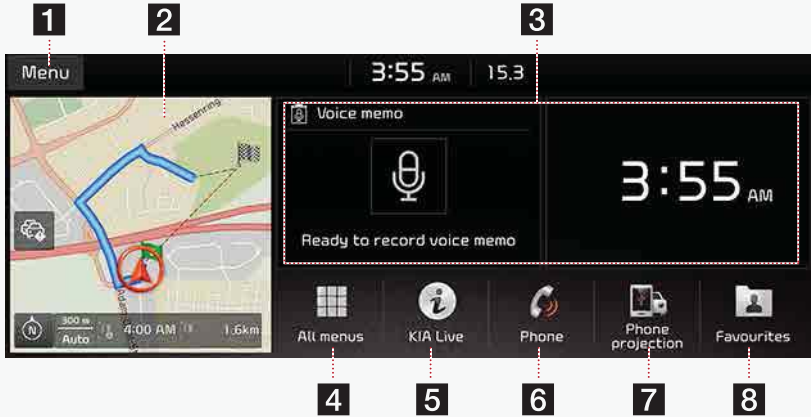 1
2
3
Menu
3:55 AM
15.3
Hassenring
Voice memo
Ready to record voice memo
3:55 AM
N
300 m
Auto
4:00 AM
1.6km
All menus
KIA Live
Phone
Phone
projection
Favourites
4
5
6
7
8